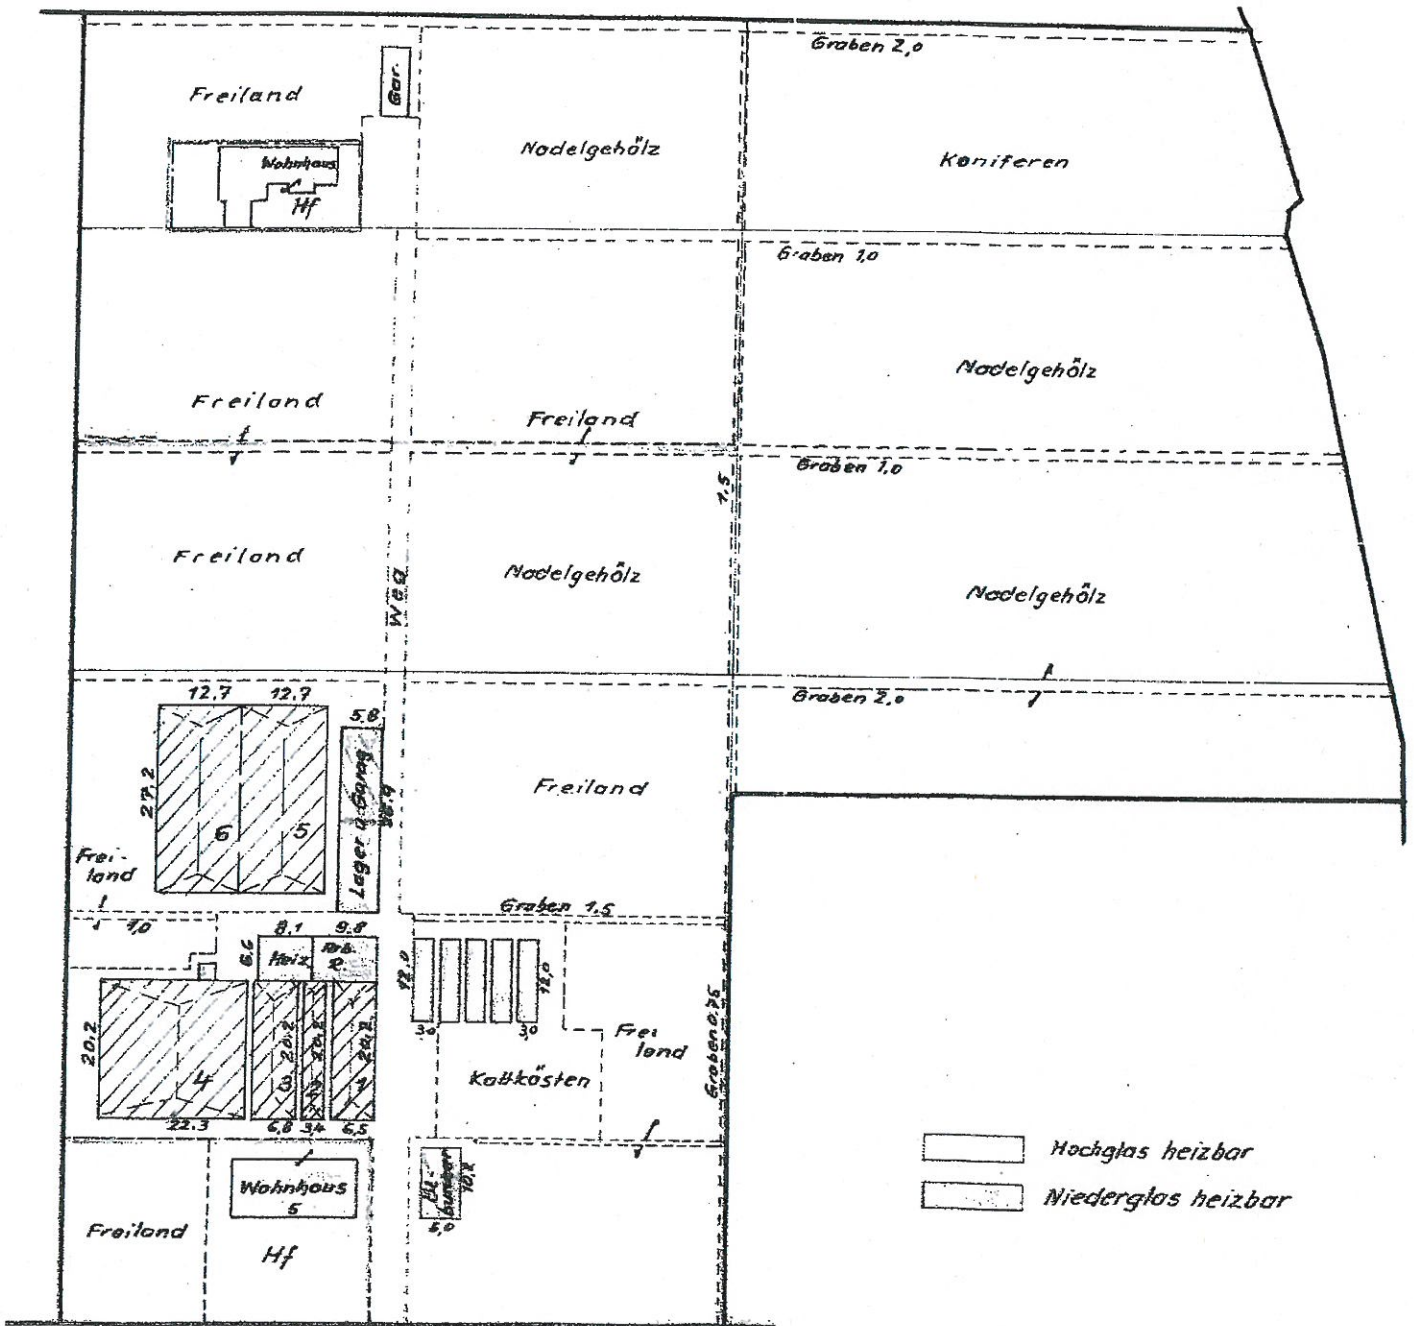 Graben 2,0
Gar.
Freiland
Nadelgehölz
Koniferen
Wohnhaus
Hf
Graben 1,0
Nadelgehölz
Freiland
Freiland
Graben 1,0
1,5
Freiland
Nadelgehölz
Weg
Nadelgehölz
12.7 12.7
Graben 2,0
5,8
27,2
Lager u. Garag
Freiland
6 5
Frei-
land
Graben 1,5
1,0
8,1 9.8
6,6
Heiz
Arb.
R.
12,0
12,0
3,0
3,0
Frei
land
Graben 0,75
20,2
20,2
20,2
20,2
Kaltkästen
4 3 2 1
22.3 6,8 3,4 6,5
Hochglas heizbar
Wohnhaus
5
10,2
6,0
Niederglas heizbar
Freiland
Hf